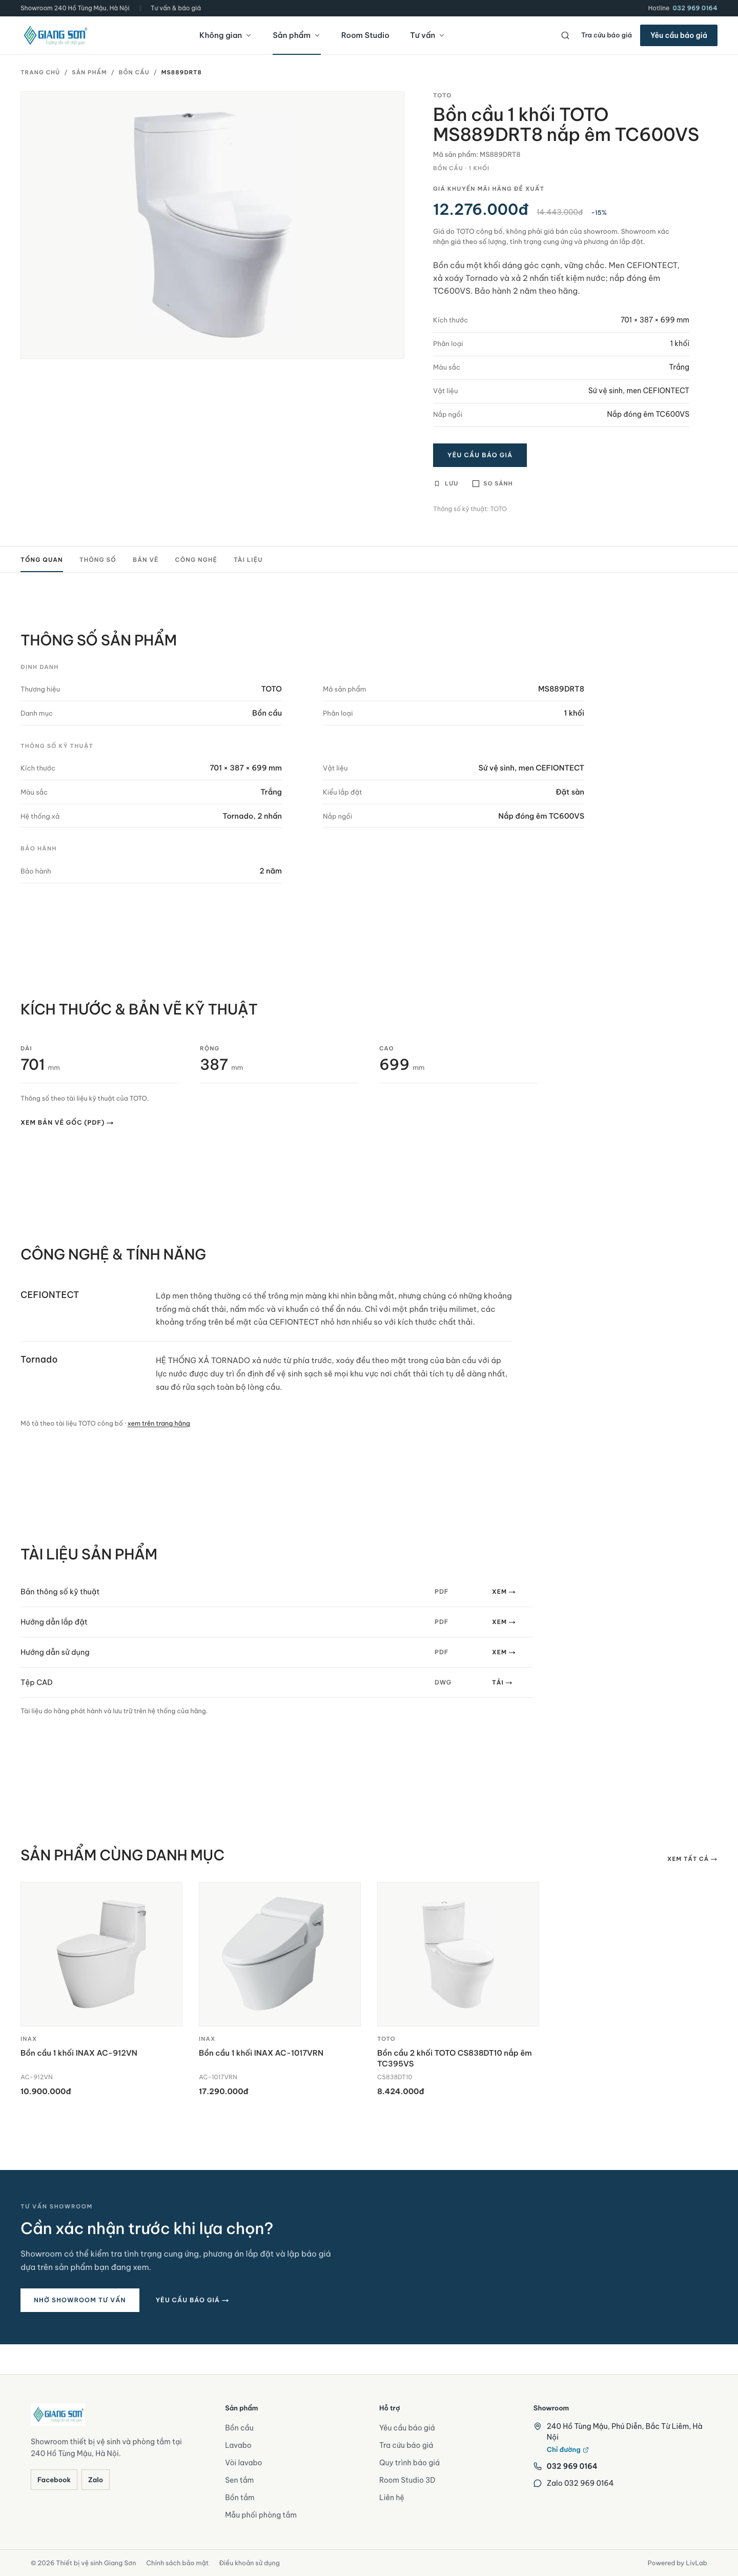 Showroom 240 Hồ Tùng Mậu, Hà Nội | Tư vấn & báo giá
Hotline 032 969 0164
GIANG SƠN
Không gian
Sản phẩm
Room Studio
Tư vấn
Tra cứu báo giá
Yêu cầu báo giá
TRANG CHỦ / SẢN PHẨM / BỒN CẦU / MS889DRT8
TOTO
Bồn cầu 1 khối TOTO
MS889DRT8 nắp êm TC600VS
Mã sản phẩm: MS889DRT8
BỒN CẦU · 1 KHỐI
GIÁ KHUYẾN MÃI HÃNG ĐỀ XUẤT
12.276.000đ 14.443.000đ -15%
Giá do TOTO công bố, không phải giá bán của showroom. Showroom xác
nhận giá theo số lượng, tình trạng cung ứng và phương án lắp đặt.
Bồn cầu một khối dáng góc cạnh, vững chắc. Men CEFIONTECT,
xả xoáy Tornado và xả 2 nhấn tiết kiệm nước; nắp đóng êm
TC600VS. Bảo hành 2 năm theo hãng.
Kích thước 701 × 387 × 699 mm
Phân loại 1 khối
Màu sắc Trắng
Vật liệu Sứ vệ sinh, men CEFIONTECT
Nắp ngồi Nắp đóng êm TC600VS
YÊU CẦU BÁO GIÁ
LƯU
SO SÁNH
Thông số kỹ thuật: TOTO
TỔNG QUAN
THÔNG SỐ
BẢN VẼ
CÔNG NGHỆ
TÀI LIỆU
THÔNG SỐ SẢN PHẨM
ĐỊNH DANH
Thương hiệu TOTO
Mã sản phẩm MS889DRT8
Danh mục Bồn cầu
Phân loại 1 khối
THÔNG SỐ KỸ THUẬT
Kích thước 701 × 387 × 699 mm
Vật liệu Sứ vệ sinh, men CEFIONTECT
Màu sắc Trắng
Kiểu lắp đặt Đặt sàn
Hệ thống xả Tornado, 2 nhấn
Nắp ngồi Nắp đóng êm TC600VS
BẢO HÀNH
Bảo hành 2 năm
KÍCH THƯỚC & BẢN VẼ KỸ THUẬT
DÀI
701 mm
RỘNG
387 mm
CAO
699 mm
Thông số theo tài liệu kỹ thuật của TOTO.
XEM BẢN VẼ GỐC (PDF) →
CÔNG NGHỆ & TÍNH NĂNG
CEFIONTECT
Lớp men thông thường có thể trông mịn màng khi nhìn bằng mắt, nhưng chúng có những khoảng
trống mà chất thải, nấm mốc và vi khuẩn có thể ẩn náu. Chỉ với một phần triệu milimet, các
khoảng trống trên bề mặt của CEFIONTECT nhỏ hơn nhiều so với kích thước chất thải.
Tornado
HỆ THỐNG XẢ TORNADO xả nước từ phía trước, xoáy đều theo mặt trong của bàn cầu với áp
lực nước được duy trì ổn định để vệ sinh sạch sẽ mọi khu vực nơi chất thải tích tụ dễ dàng nhất,
sau đó rửa sạch toàn bộ lòng cầu.
Mô tả theo tài liệu TOTO công bố · xem trên trang hãng
TÀI LIỆU SẢN PHẨM
Bản thông số kỹ thuật PDF XEM →
Hướng dẫn lắp đặt PDF XEM →
Hướng dẫn sử dụng PDF XEM →
Tệp CAD DWG TẢI →
Tài liệu do hãng phát hành và lưu trữ trên hệ thống của hãng.
SẢN PHẨM CÙNG DANH MỤC
XEM TẤT CẢ →
INAX
Bồn cầu 1 khối INAX AC-912VN
AC-912VN
10.900.000đ
INAX
Bồn cầu 1 khối INAX AC-1017VRN
AC-1017VRN
17.290.000đ
TOTO
Bồn cầu 2 khối TOTO CS838DT10 nắp êm
TC395VS
CS838DT10
8.424.000đ
TƯ VẤN SHOWROOM
Cần xác nhận trước khi lựa chọn?
Showroom có thể kiểm tra tình trạng cung ứng, phương án lắp đặt và lập báo giá
dựa trên sản phẩm bạn đang xem.
NHỜ SHOWROOM TƯ VẤN
YÊU CẦU BÁO GIÁ →
GIANG SƠN
Showroom thiết bị vệ sinh và phòng tắm tại
240 Hồ Tùng Mậu, Hà Nội.
Facebook
Zalo
Sản phẩm
Bồn cầu
Lavabo
Vòi lavabo
Sen tắm
Bồn tắm
Mẫu phối phòng tắm
Hỗ trợ
Yêu cầu báo giá
Tra cứu báo giá
Quy trình báo giá
Room Studio 3D
Liên hệ
Showroom
240 Hồ Tùng Mậu, Phú Diễn, Bắc Từ Liêm, Hà
Nội
Chỉ đường
032 969 0164
Zalo 032 969 0164
© 2026 Thiết bị vệ sinh Giang Sơn
Chính sách bảo mật
Điều khoản sử dụng
Powered by LivLab